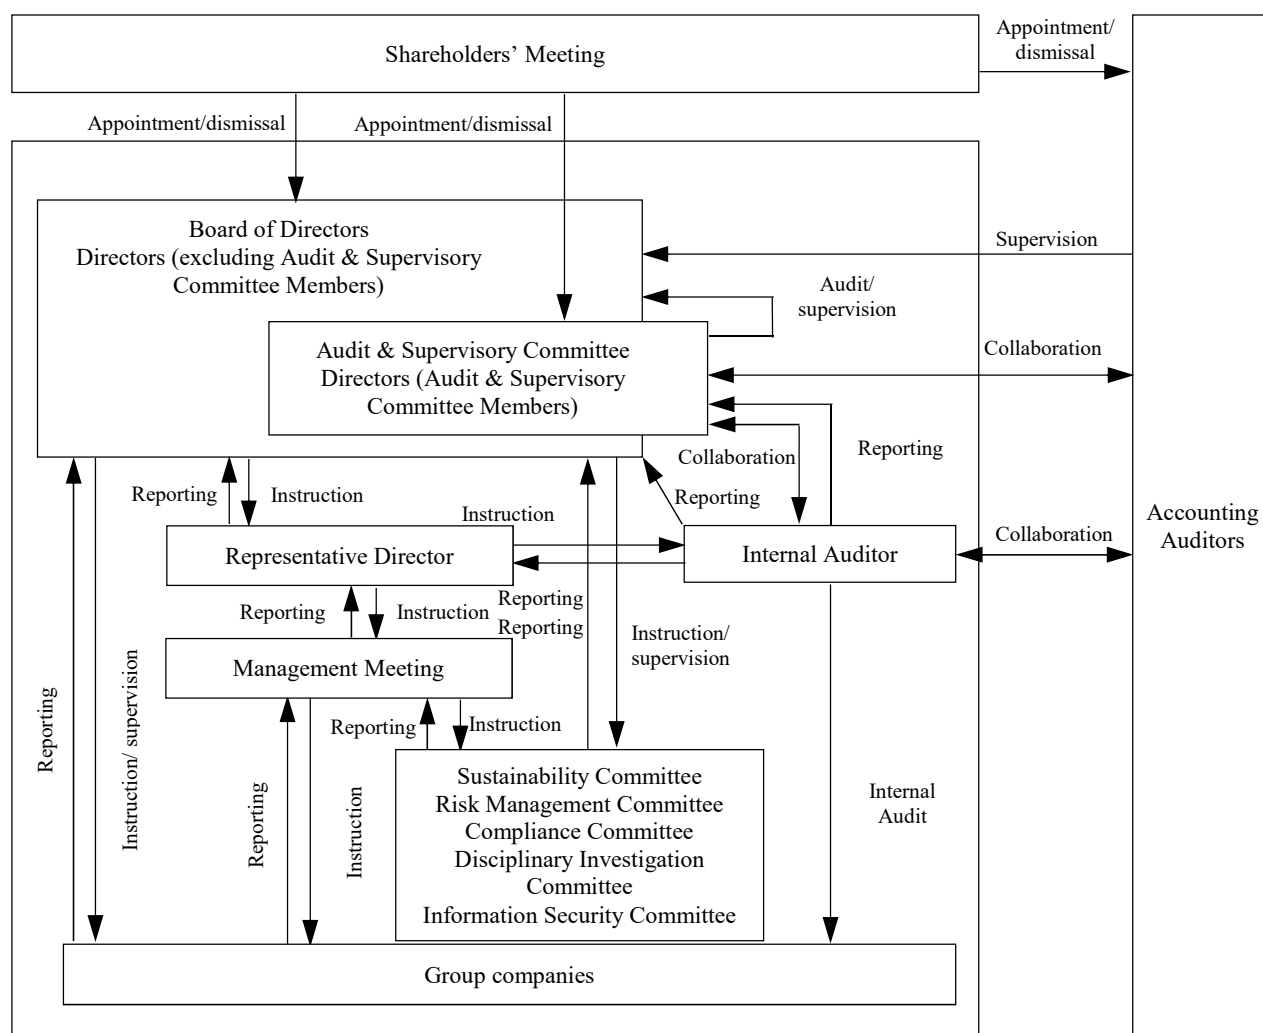 Shareholders’ Meeting
Appointment/
dismissal
Appointment/dismissal
Appointment/dismissal
Board of Directors
Directors (excluding Audit & Supervisory
Committee Members)
Supervision
Audit/
supervision
Audit & Supervisory Committee
Directors (Audit & Supervisory
Committee Members)
Collaboration
Reporting
Collaboration
Reporting
Instruction
Reporting
Instruction
Representative Director
Internal Auditor
Collaboration
Accounting
Auditors
Reporting
Instruction
Reporting
Reporting
Instruction/
supervision
Management Meeting
Reporting
Instruction/ supervision
Reporting
Instruction
Reporting
Instruction
Sustainability Committee
Risk Management Committee
Compliance Committee
Disciplinary Investigation
Committee
Information Security Committee
Internal
Audit
Group companies